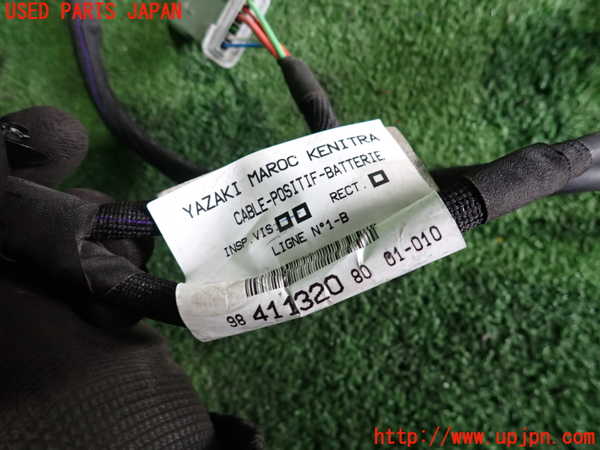 USED PARTS JAPAN
YAZAKI MAROC KENITRA
CABLE-POSITIF-BATTERIE
INSP.VIS. RECT.
LIGNE N°1-B
98 411320 80 01-010
http://www.upjpn.com/